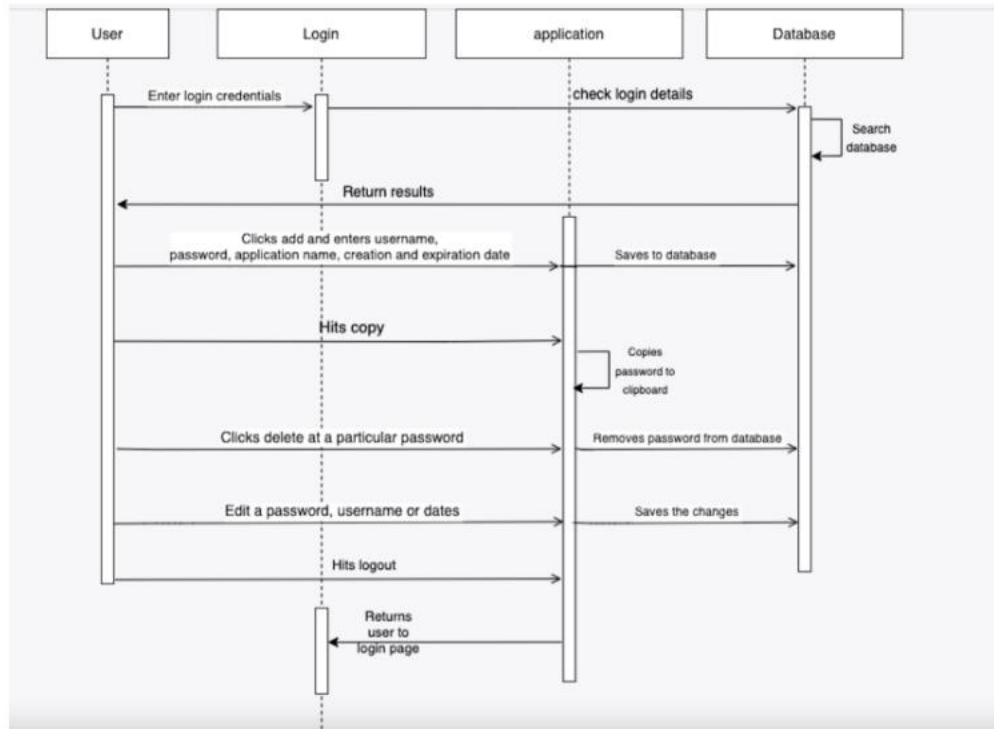 User
Login
application
Database
Enter login credentials
check login details
Search
database
Return results
Clicks add and enters username,
password, application name, creation and expiration date
Saves to database
Hits copy
Copies
password to
clipboard
Clicks delete at a particular password
Removes password from database
Edit a password, username or dates
Saves the changes
Hits logout
Returns
user to
login page